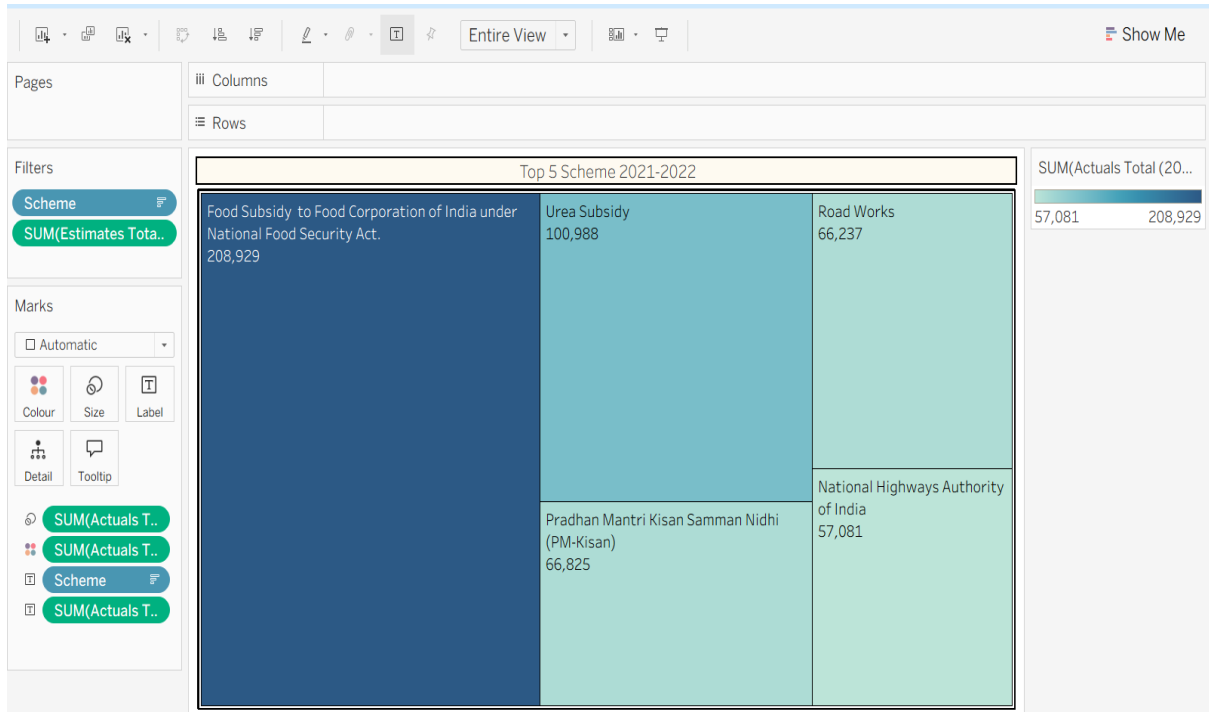 Entire View
Show Me
Pages
iii Columns
Rows
Filters
Scheme
SUM(Estimates Tota..
Marks
Automatic
Colour
Size
T
Label
Detail
Tooltip
SUM(Actuals T..
SUM(Actuals T..
Scheme
SUM(Actuals T..
Top 5 Scheme 2021-2022
Food Subsidy to Food Corporation of India under
National Food Security Act.
208,929
Urea Subsidy
100,988
Pradhan Mantri Kisan Samman Nidhi
(PM-Kisan)
66,825
Road Works
66,237
National Highways Authority
of India
57,081
SUM(Actuals Total (20...
57,081 208,929